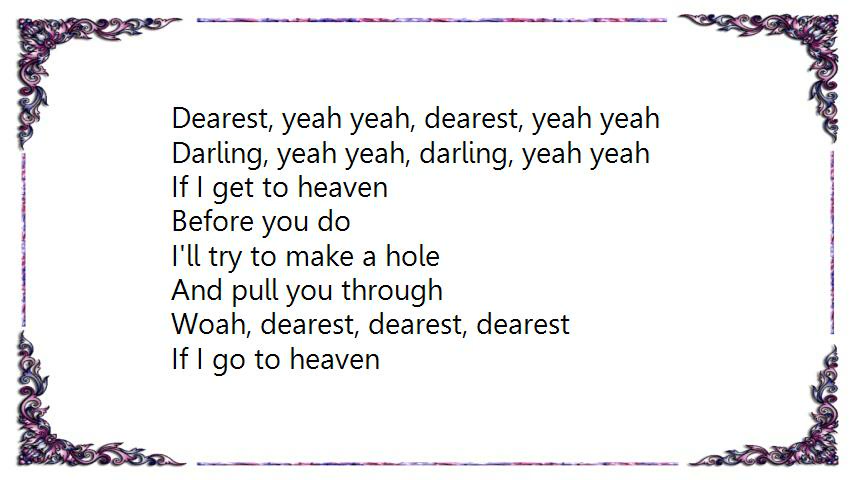 Dearest, yeah yeah, dearest, yeah yeah
Darling, yeah yeah, darling, yeah yeah
If I get to heaven
Before you do
I'll try to make a hole
And pull you through
Woah, dearest, dearest, dearest
If I go to heaven